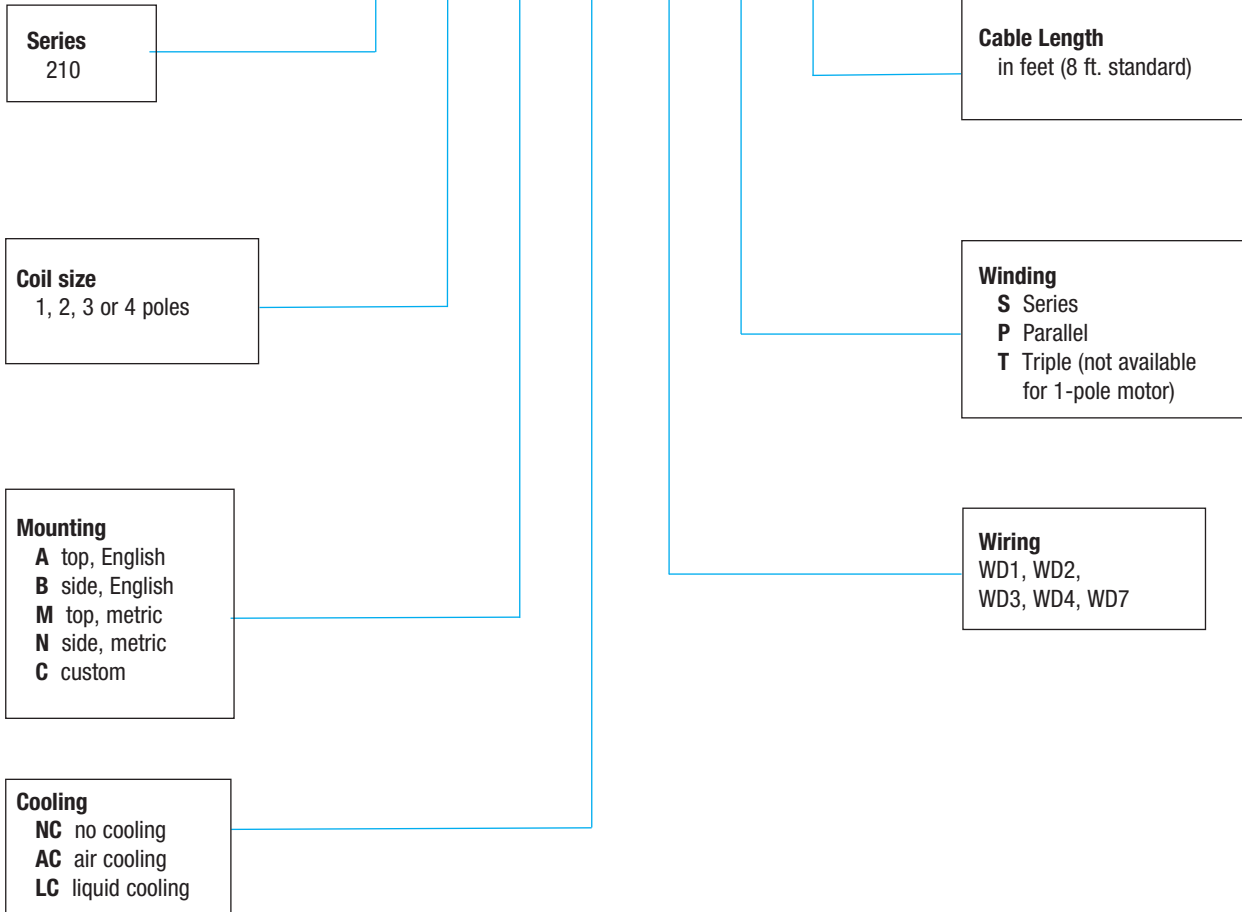 Series
210
Coil size
1, 2, 3 or 4 poles
Mounting
A top, English
B side, English
M top, metric
N side, metric
C custom
Cooling
NC no cooling
AC air cooling
LC liquid cooling
Cable Length
in feet (8 ft. standard)
Winding
S Series
P Parallel
T Triple (not available
for 1-pole motor)
Wiring
WD1, WD2,
WD3, WD4, WD7